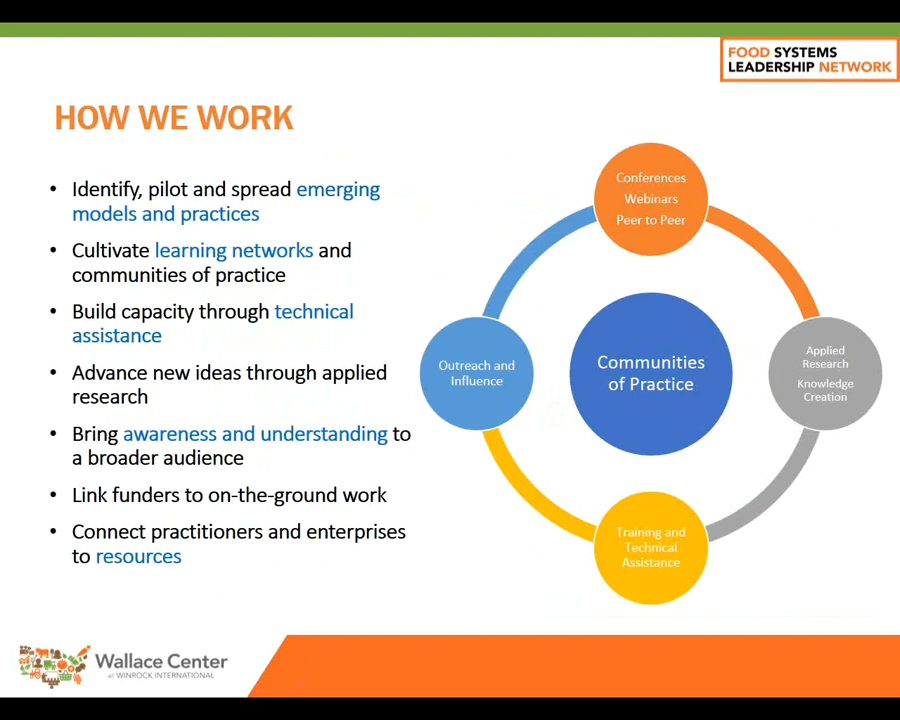 FOOD SYSTEMS
LEADERSHIP NETWORK
HOW WE WORK
• Identify, pilot and spread emerging
models and practices
• Cultivate learning networks and
communities of practice
• Build capacity through technical
assistance
• Advance new ideas through applied
research
• Bring awareness and understanding to
a broader audience
• Link funders to on-the-ground work
• Connect practitioners and enterprises
to resources
Conferences
Webinars
Peer to Peer
Outreach and
Influence
Communities
of Practice
Applied
Research
Knowledge
Creation
Training and
Technical
Assistance
Wallace Center
AT WINROCK INTERNATIONAL